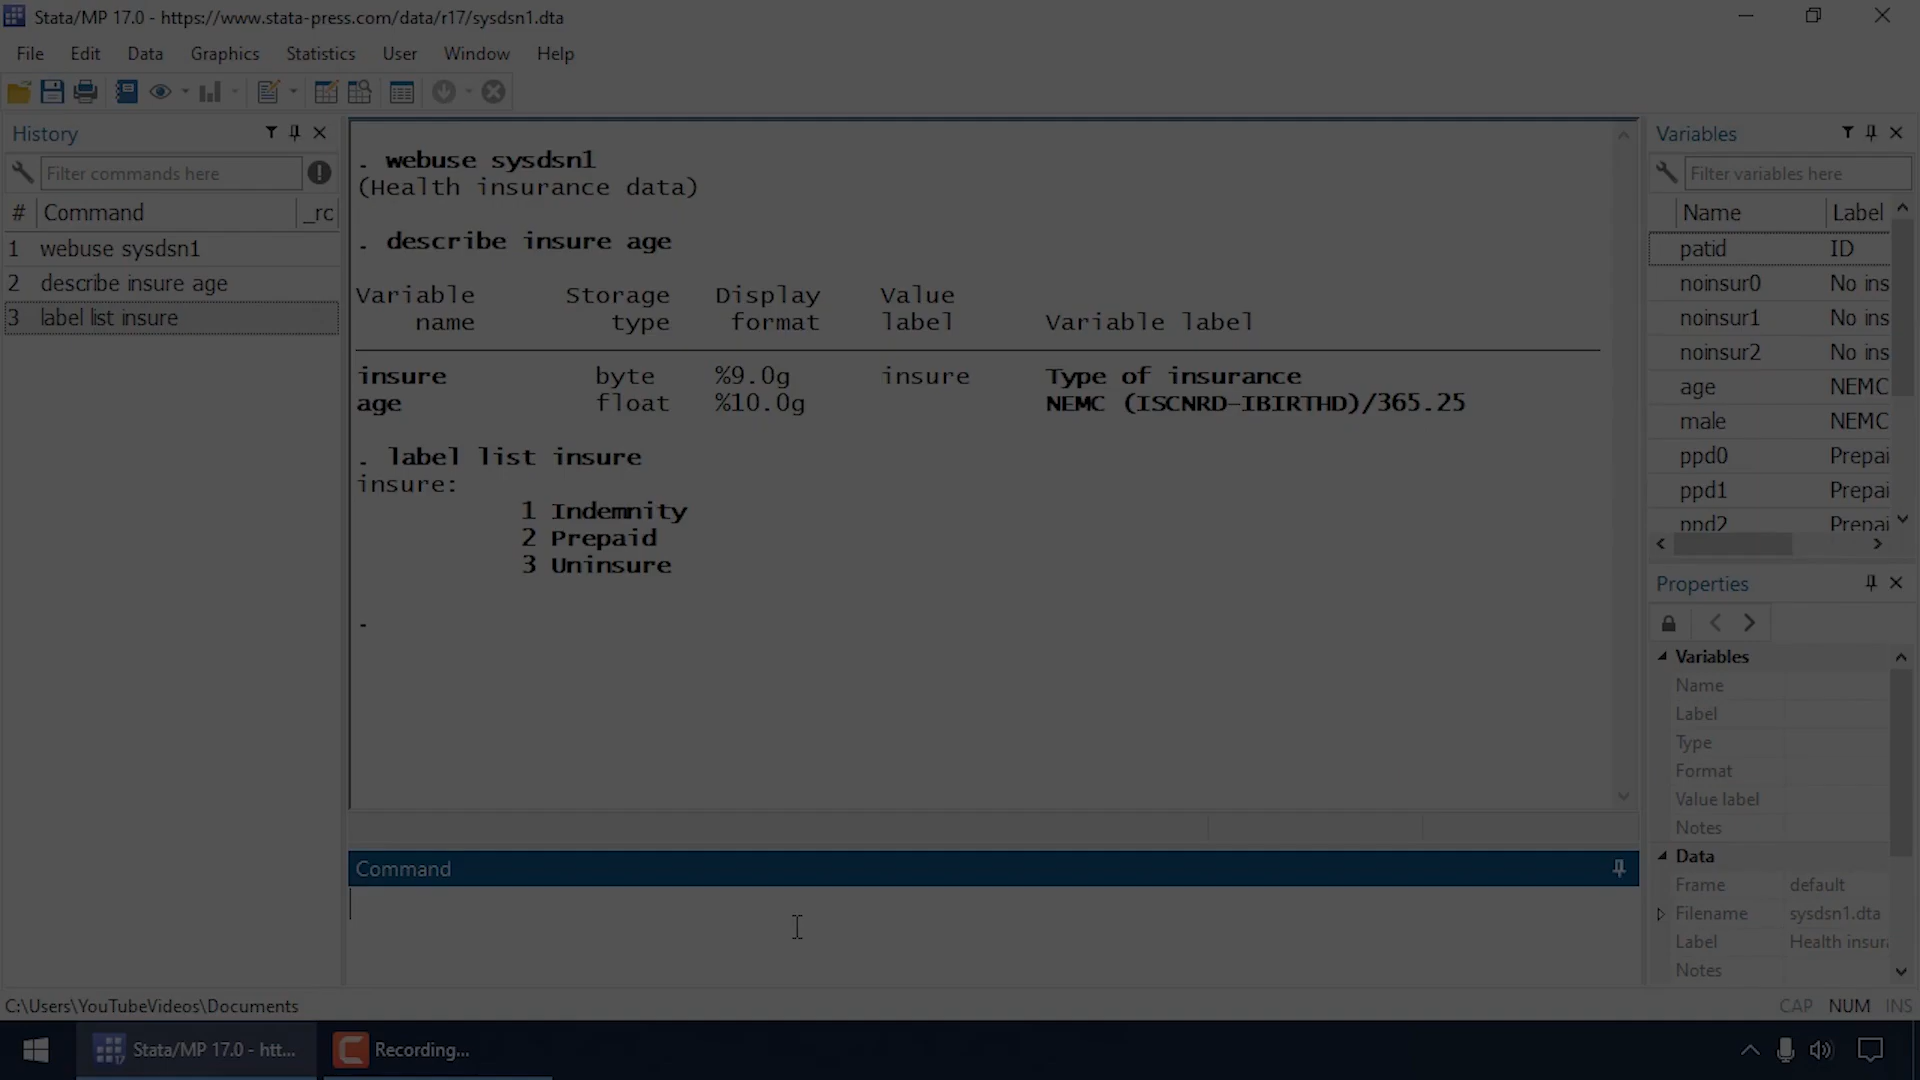 Stata/MP 17.0 - https://www.stata-press.com/data/r17/sysdsn1.dta
File Edit Data Graphics Statistics User Window Help
History
Filter commands here
# Command _rc
1 webuse sysdsn1
2 describe insure age
3 label list insure
. webuse sysdsn1
(Health insurance data)
. describe insure age
Variable Storage Display Value
name type format label Variable label
insure byte %9.0g insure Type of insurance
age float %10.0g NEMC (ISCNRD-IBIRTHD)/365.25
. label list insure
insure:
1 Indemnity
2 Prepaid
3 Uninsure
Command
Variables
Filter variables here
Name Label
patid ID
noinsur0 No ins
noinsur1 No ins
noinsur2 No ins
age NEMC
male NEMC
ppd0 Prepai
ppd1 Prepai
ppd2 Prepai
Properties
Variables
Name
Label
Type
Format
Value label
Notes
Data
Frame default
Filename sysdsn1.dta
Label Health insur
Notes
C:\Users\YouTubeVideos\Documents
CAP NUM INS
Stata/MP 17.0 - htt...
Recording...